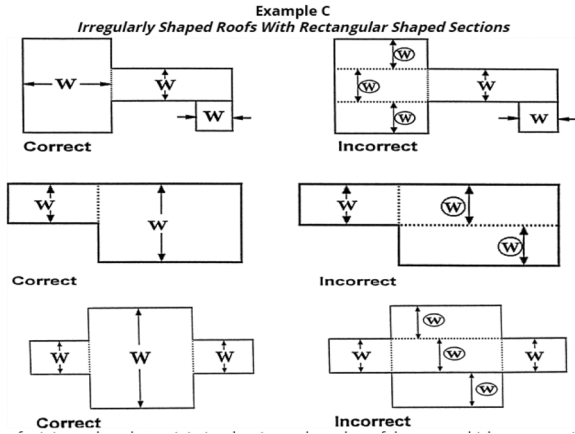 Example C
Irregularly Shaped Roofs With Rectangular Shaped Sections
W W W
W W W W W
W
Correct Incorrect
W W
W W W
Correct Incorrect
W W W
W W W W W
Correct Incorrect